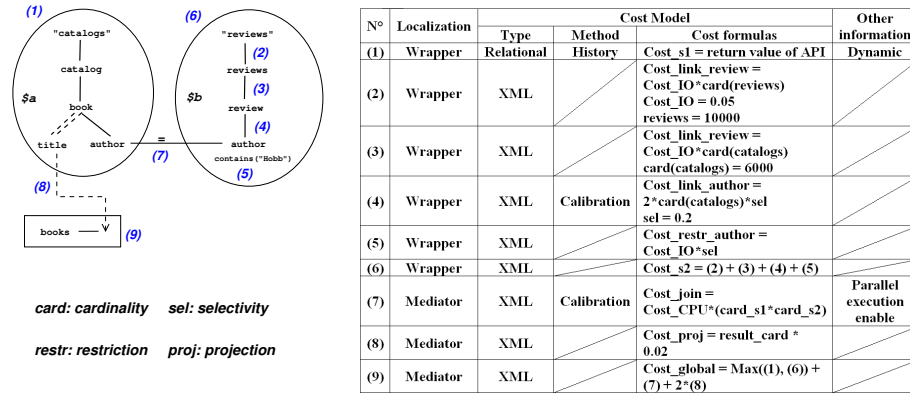 (1)
(6)
"catalogs"
"reviews"
(2)
catalog
reviews
(3)
$a
$b
book
review
(4)
title
author
=
author
(7)
contains("Hobb")
(5)
(8)
books
(9)
card: cardinality sel: selectivity
restr: restriction proj: projection
N° Localization Cost Model Other information
Type Method Cost formulas
(1) Wrapper Relational History Cost_s1 = return value of API Dynamic
(2) Wrapper XML Cost_link_review =
Cost_IO*card(reviews)
Cost_IO = 0.05
reviews = 10000
(3) Wrapper XML Cost_link_review =
Cost_IO*card(catalogs)
card(catalogs) = 6000
(4) Wrapper XML Calibration Cost_link_author =
2*card(catalogs)*sel
sel = 0.2
(5) Wrapper XML Cost_restr_author =
Cost_IO*sel
(6) Wrapper XML Cost_s2 = (2) + (3) + (4) + (5)
(7) Mediator XML Calibration Cost_join =
Cost_CPU*(card_s1*card_s2)
Parallel
execution
enable
(8) Mediator XML Cost_proj = result_card *
0.02
(9) Mediator XML Cost_global = Max((1), (6)) +
(7) + 2*(8)